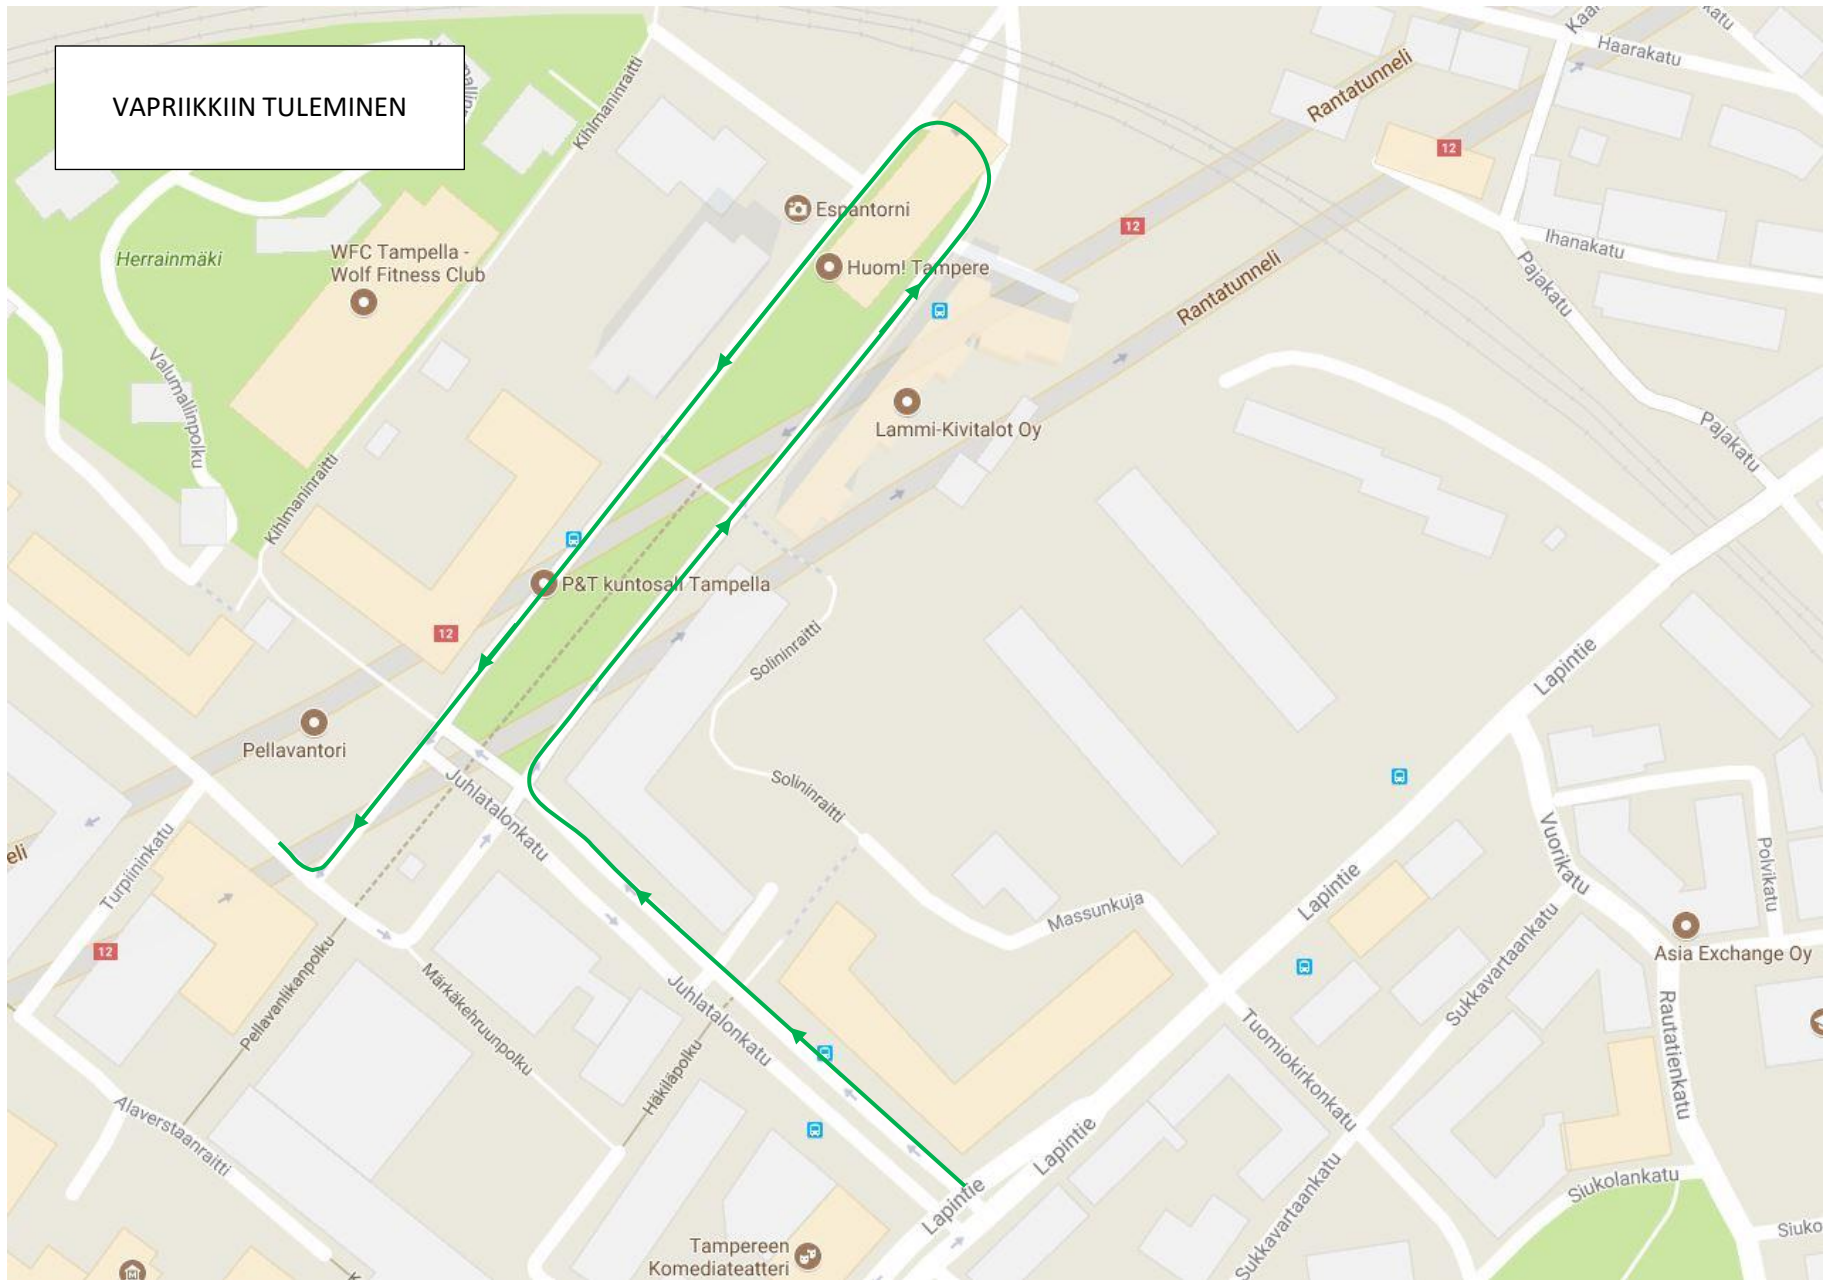 VAPRIIKKIIN TULEMINEN
Kihlmaninraitti
Haarakatu
Rantatunneli
12
Espantorni
12
Herrainmäki
WFC Tampella -
Wolf Fitness Club
Huom! Tampere
Rantatunneli
Ihanakatu
Pajakatu
Valumallinpolku
Lammi-Kivitalot Oy
Pajakatu
Kihlmaninraitti
P&T kuntosali Tampella
12
Solininraitti
Lapintie
Pellavantori
Juhlatalonkatu
Solininraitti
Turpiininkatu
Vuorikatu
Polvikatu
Lapintie
Massunkuja
12
Pellavanlikanpolku
Märkäkehruunpolku
Juhlatalonkatu
Sukkavartaankatu
Asia Exchange Oy
Häkiläpolku
Tuomiokirkonkatu
Rautatienkatu
Alaverstaanraitti
Lapintie
Lapintie
Sukkavartaankatu
Siukolankatu
Tampereen
Komediateatteri